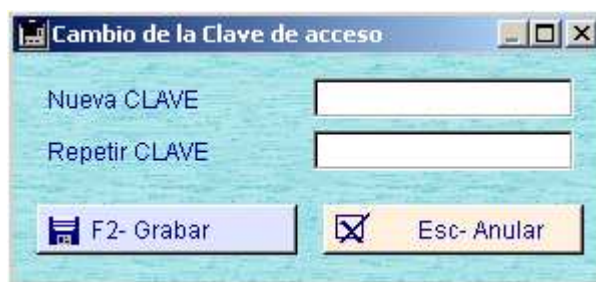 Cambio de la Clave de acceso
Nueva CLAVE
Repetir CLAVE
F2- Grabar Esc- Anular